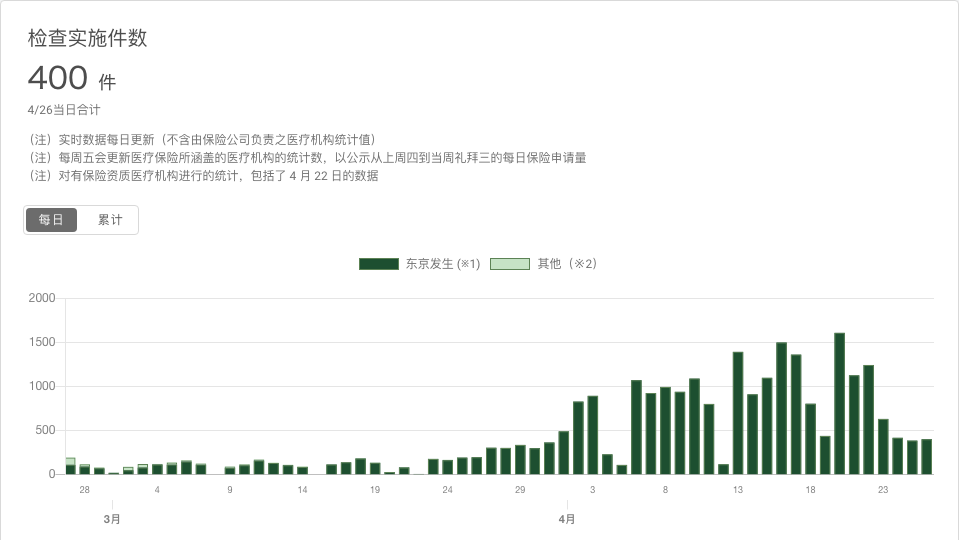 检查实施件数
400 件
4/26当日合计
（注）实时数据每日更新（不含由保险公司负责之医疗机构统计值）
（注）每周五会更新医疗保险所涵盖的医疗机构的统计数，以公示从上周四到当周礼拜三的每日保险申请量
（注）对有保险资质医疗机构进行的统计，包括了 4 月 22 日的数据
每日 累计
东京发生 (※1) 其他（※2）
2000
1500
1000
500
0
28 4 9 14 19 24 29 3 8 13 18 23
3月 4月